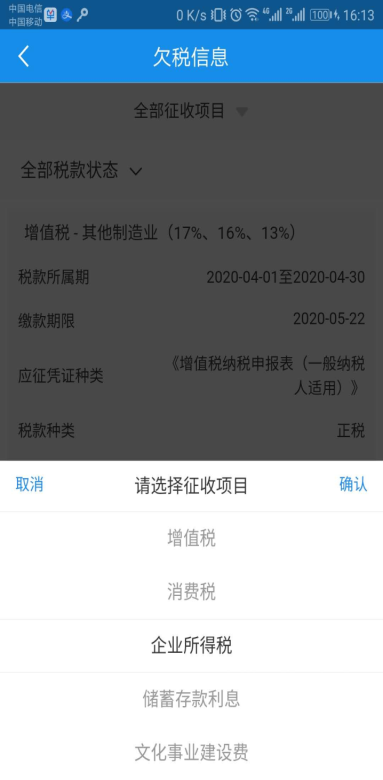 中国电信
中国移动
0 K/s 4G 2G 100 16:13
欠税信息
全部征收项目
全部税款状态
增值税 - 其他制造业（17%、16%、13%）
税款所属期 2020-04-01至2020-04-30
缴款期限 2020-05-22
应征凭证种类 《增值税纳税申报表（一般纳税
人适用）》
税款种类 正税
取消 请选择征收项目 确认
增值税
消费税
企业所得税
储蓄存款利息
文化事业建设费